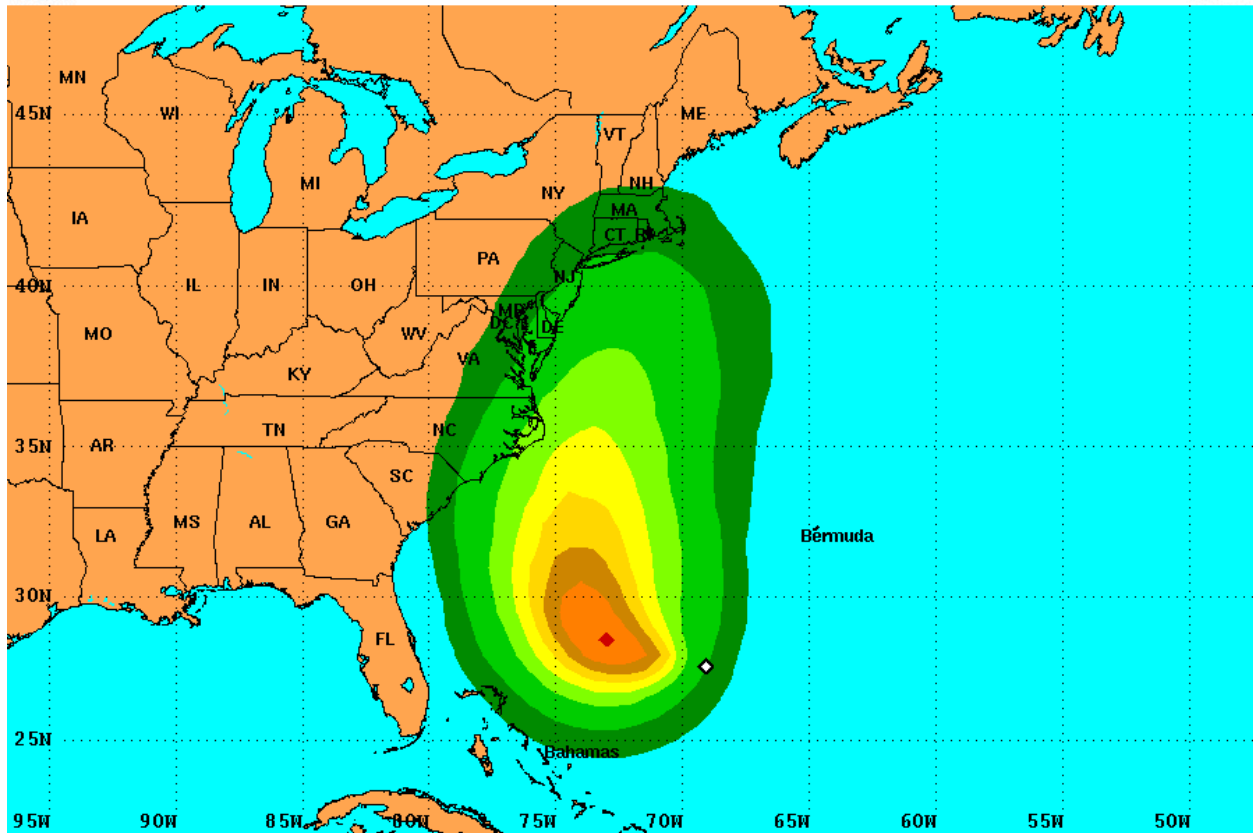 MN
45N
WI
ME
VT
MI
NY
NH
IA
MA
CT RI
PA
40N
IL
IN
OH
NJ
MD
DC
DE
MO
WV
VA
KY
NC
TN
AR
35N
SC
MS
AL
GA
LA
Bermuda
30N
FL
25N
Bahamas
95W 90W 85W 80W 75W 70W 65W 60W 55W 50W